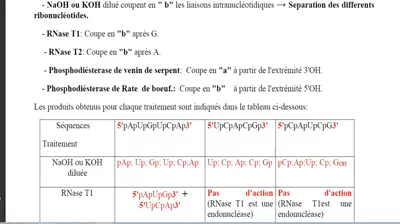 - NaOH ou KOH dilué coupent en " b" les liaisons intranucléotidiques → Separation des differents
ribonucléotides.
- RNase T1: Coupe en "b" après G.
- RNase T2: Coupe en "b" après A.
- Phosphodiésterase de venin de serpent: Coupe en "a" à partir de l'extrémité 3'OH.
- Phosphodiésterase de Rate de boeuf.: Coupe en "b" à partir de l'extrémité 5'OH.
Les produits obtenus pour chaque traitement sont indiqués dans le tableau ci-dessous:
Séquences 5'pApUpGpUpCpAp3' 5'UpCpApCpGp3' 5'pCpApUpCpG3'
Traitement
NaOH ou KOH pAp; Up; Gp; Up; Cp;Ap Up; Cp; Ap; Cp; Gp pCp;Ap;Up; Cp; GOH
diluée
RNase T1 5'pApUpGp3' + Pas d'action Pas d'action
5'UpCpAp3' (RNase T1 est une (RNase T1est une
endonucléase) endonucléase)